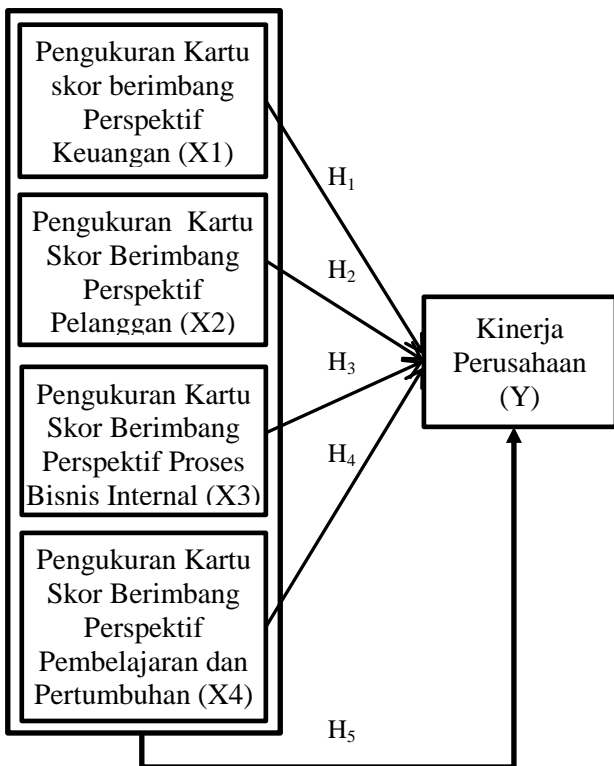 Pengukuran Kartu
skor berimbang
Perspektif
Keuangan (X1)
H1
Pengukuran Kartu
Skor Berimbang
Perspektif
Pelanggan (X2)
H2
Pengukuran Kartu
Skor Berimbang
Perspektif Proses
Bisnis Internal (X3)
H3
Pengukuran Kartu
Skor Berimbang
Perspektif
Pembelajaran dan
Pertumbuhan (X4)
H4
H5
Kinerja
Perusahaan
(Y)